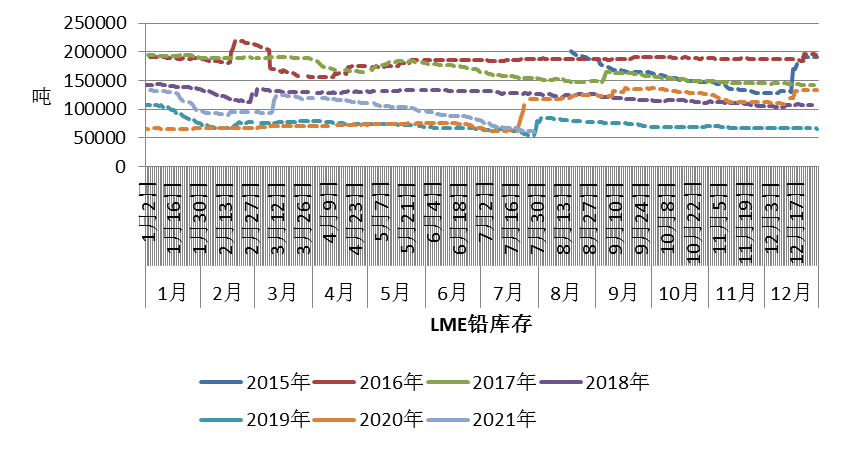 250000
200000
150000
100000
50000
0
吨
1月2日 1月16日 1月30日 2月13日 2月27日 3月12日 3月26日 4月9日 4月23日 5月7日 5月21日 6月4日 6月18日 7月2日 7月16日 7月30日 8月13日 8月27日 9月10日 9月24日 10月8日 10月22日 11月5日 11月19日 12月3日 12月17日
1月 2月 3月 4月 5月 6月 7月 8月 9月 10月 11月 12月
LME铅库存
2015年 2016年 2017年 2018年
2019年 2020年 2021年